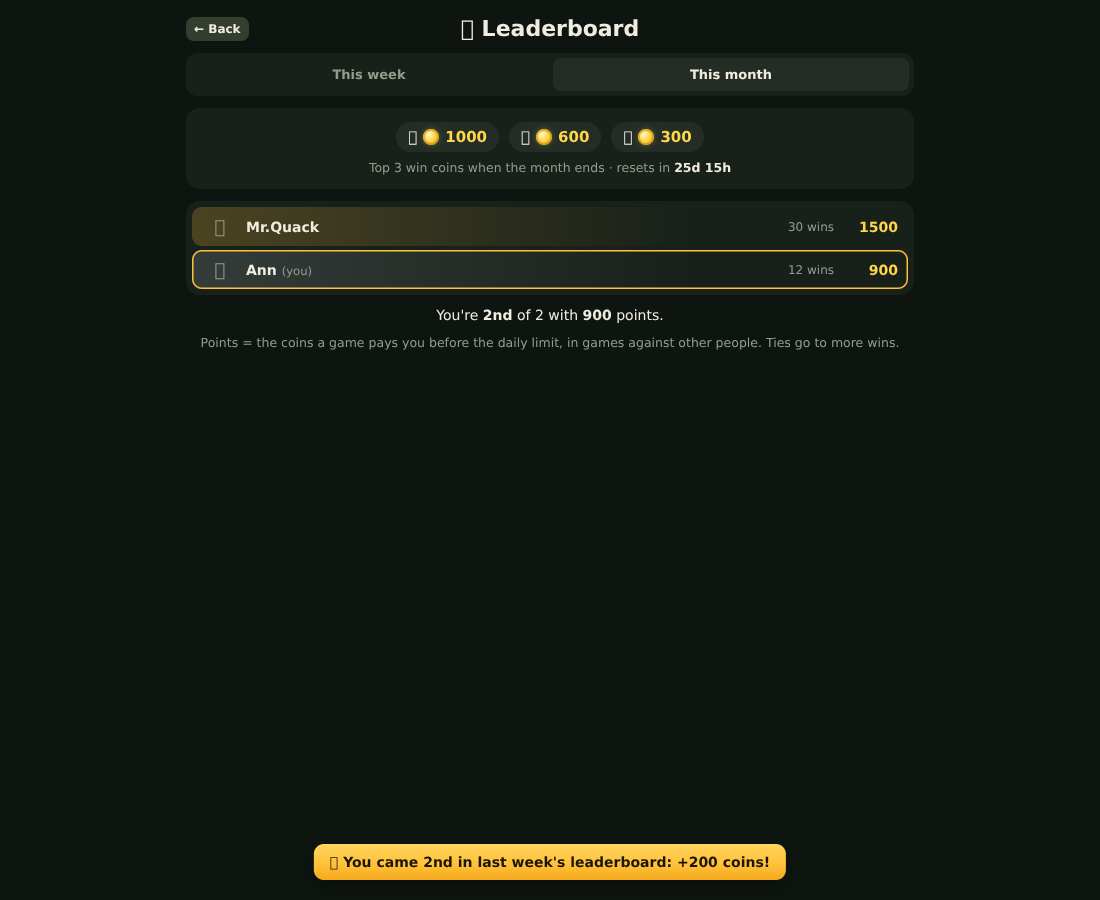 ← Back
Leaderboard
This week
This month
1000
600
300
Top 3 win coins when the month ends · resets in 25d 15h
Mr.Quack 30 wins 1500
Ann (you) 12 wins 900
You're 2nd of 2 with 900 points.
Points = the coins a game pays you before the daily limit, in games against other people. Ties go to more wins.
You came 2nd in last week's leaderboard: +200 coins!